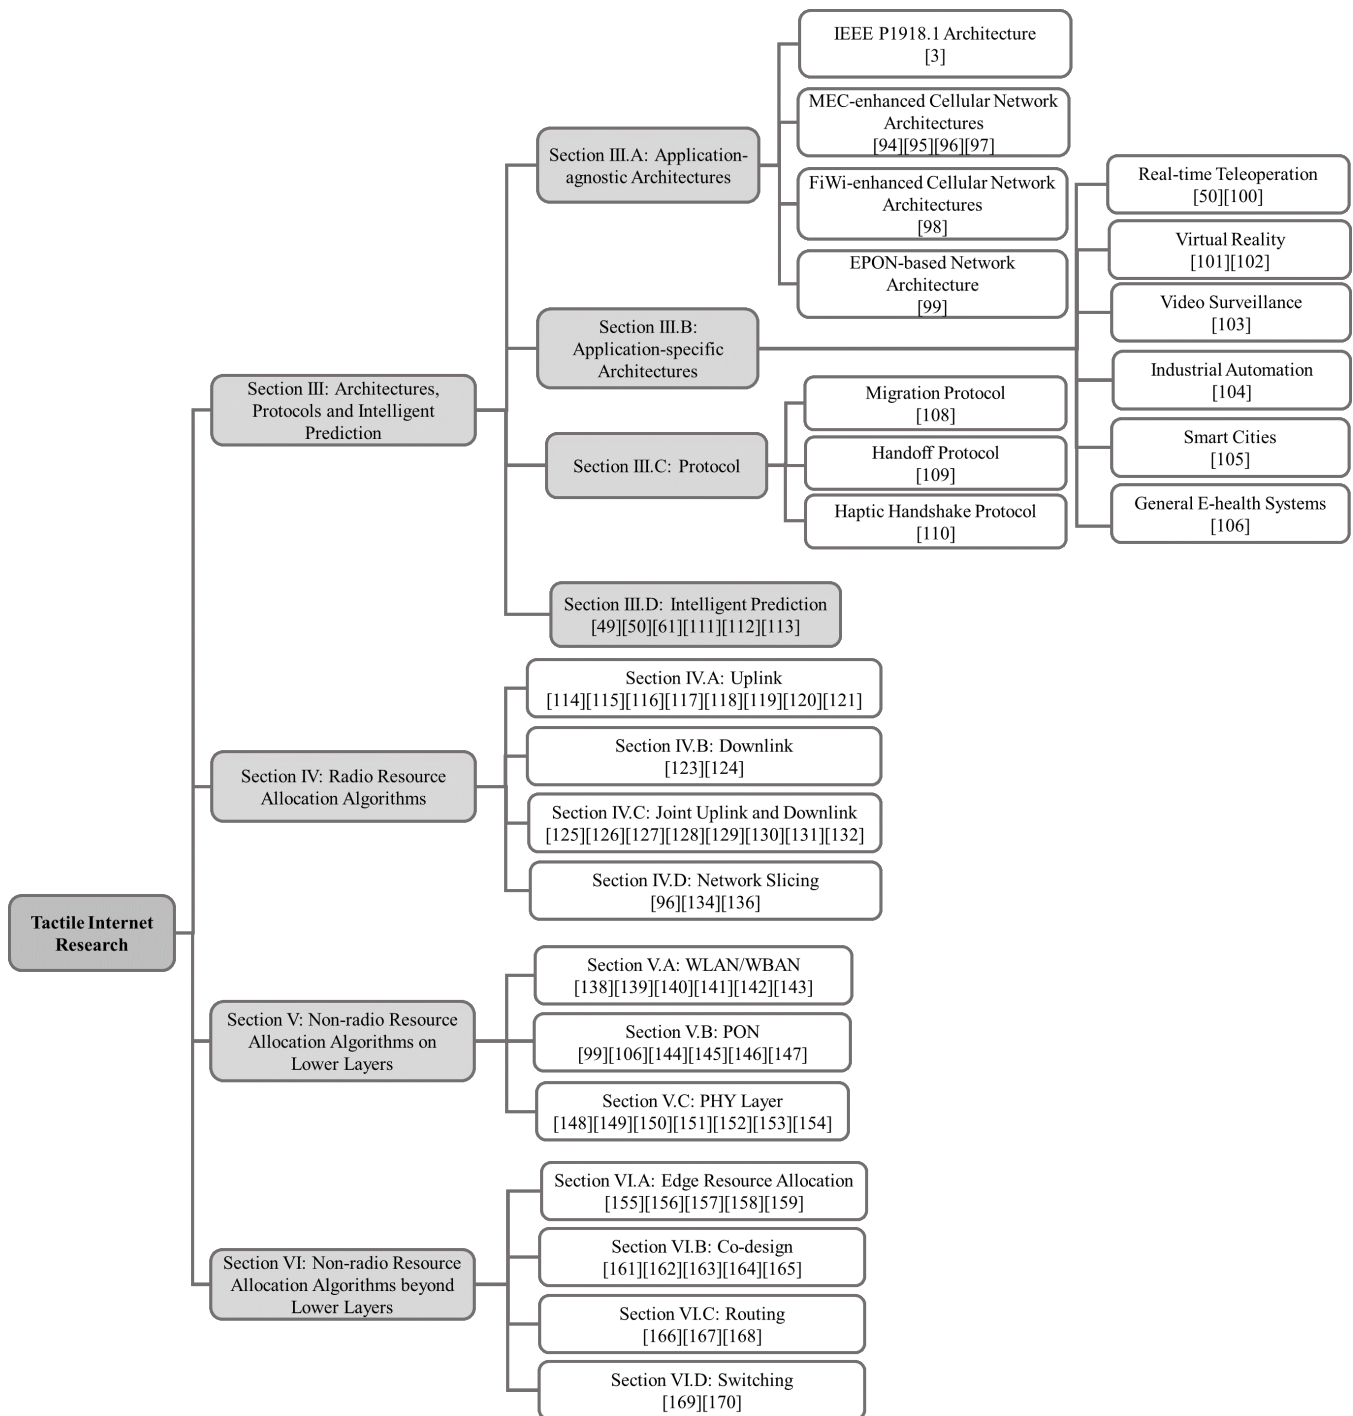 Tactile Internet
Research
Section III: Architectures,
Protocols and Intelligent
Prediction
Section III.A: Application-
agnostic Architectures
IEEE P1918.1 Architecture
[3]
MEC-enhanced Cellular Network
Architectures
[94][95][96][97]
FiWi-enhanced Cellular Network
Architectures
[98]
EPON-based Network
Architecture
[99]
Section III.B:
Application-specific
Architectures
Real-time Teleoperation
[50][100]
Virtual Reality
[101][102]
Video Surveillance
[103]
Industrial Automation
[104]
Smart Cities
[105]
General E-health Systems
[106]
Section III.C: Protocol
Migration Protocol
[108]
Handoff Protocol
[109]
Haptic Handshake Protocol
[110]
Section III.D: Intelligent Prediction
[49][50][61][111][112][113]
Section IV: Radio Resource
Allocation Algorithms
Section IV.A: Uplink
[114][115][116][117][118][119][120][121]
Section IV.B: Downlink
[123][124]
Section IV.C: Joint Uplink and Downlink
[125][126][127][128][129][130][131][132]
Section IV.D: Network Slicing
[96][134][136]
Section V: Non-radio Resource
Allocation Algorithms on
Lower Layers
Section V.A: WLAN/WBAN
[138][139][140][141][142][143]
Section V.B: PON
[99][106][144][145][146][147]
Section V.C: PHY Layer
[148][149][150][151][152][153][154]
Section VI: Non-radio Resource
Allocation Algorithms beyond
Lower Layers
Section VI.A: Edge Resource Allocation
[155][156][157][158][159]
Section VI.B: Co-design
[161][162][163][164][165]
Section VI.C: Routing
[166][167][168]
Section VI.D: Switching
[169][170]